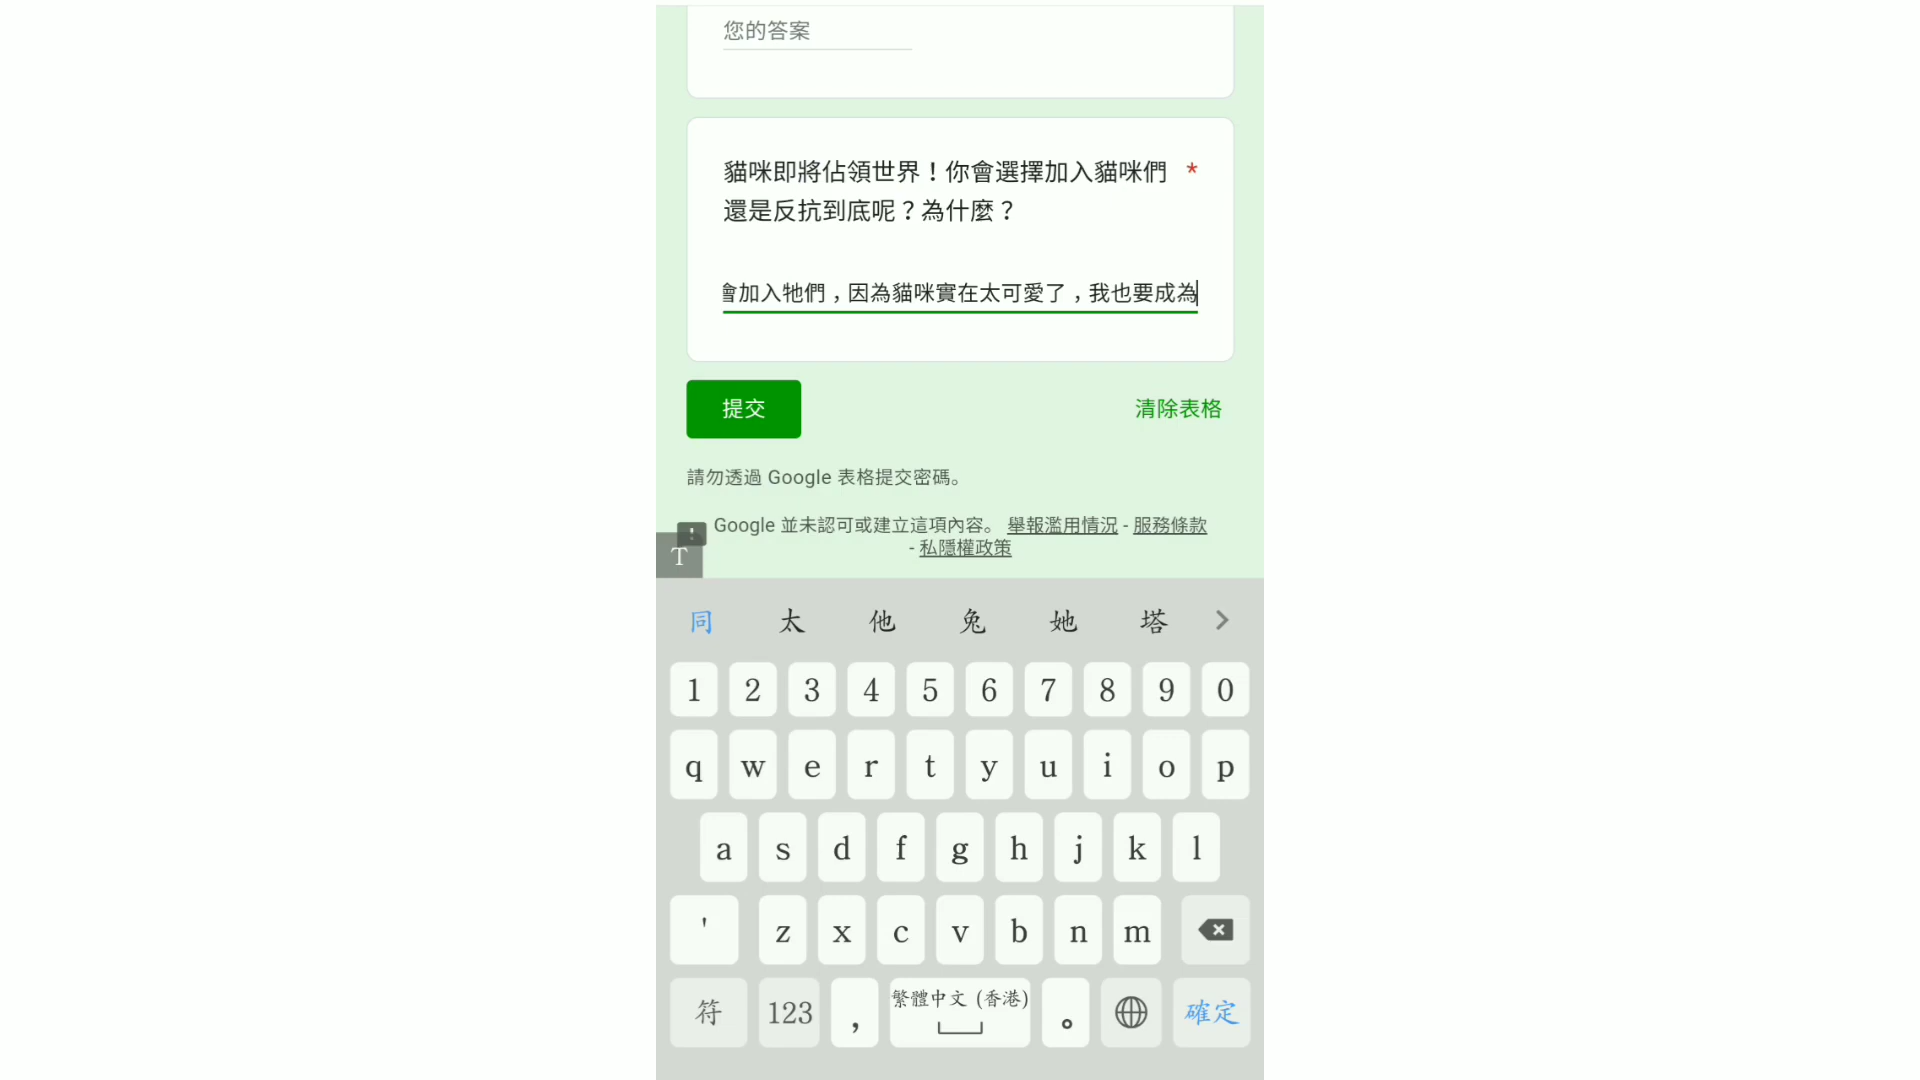 您的答案
貓咪即將佔領世界！你會選擇加入貓咪們 *
還是反抗到底呢？為什麼？
會加入牠們，因為貓咪實在太可愛了，我也要成為
提交
清除表格
請勿透過 Google 表格提交密碼。
Google 並未認可或建立這項內容。 舉報濫用情況 - 服務條款
- 私隱權政策
!
T
同 太 他 兔 她 塔
1 2 3 4 5 6 7 8 9 0
q w e r t y u i o p
a s d f g h j k l
' z x c v b n m
符 123 , 繁體中文 (香港) 。 確定